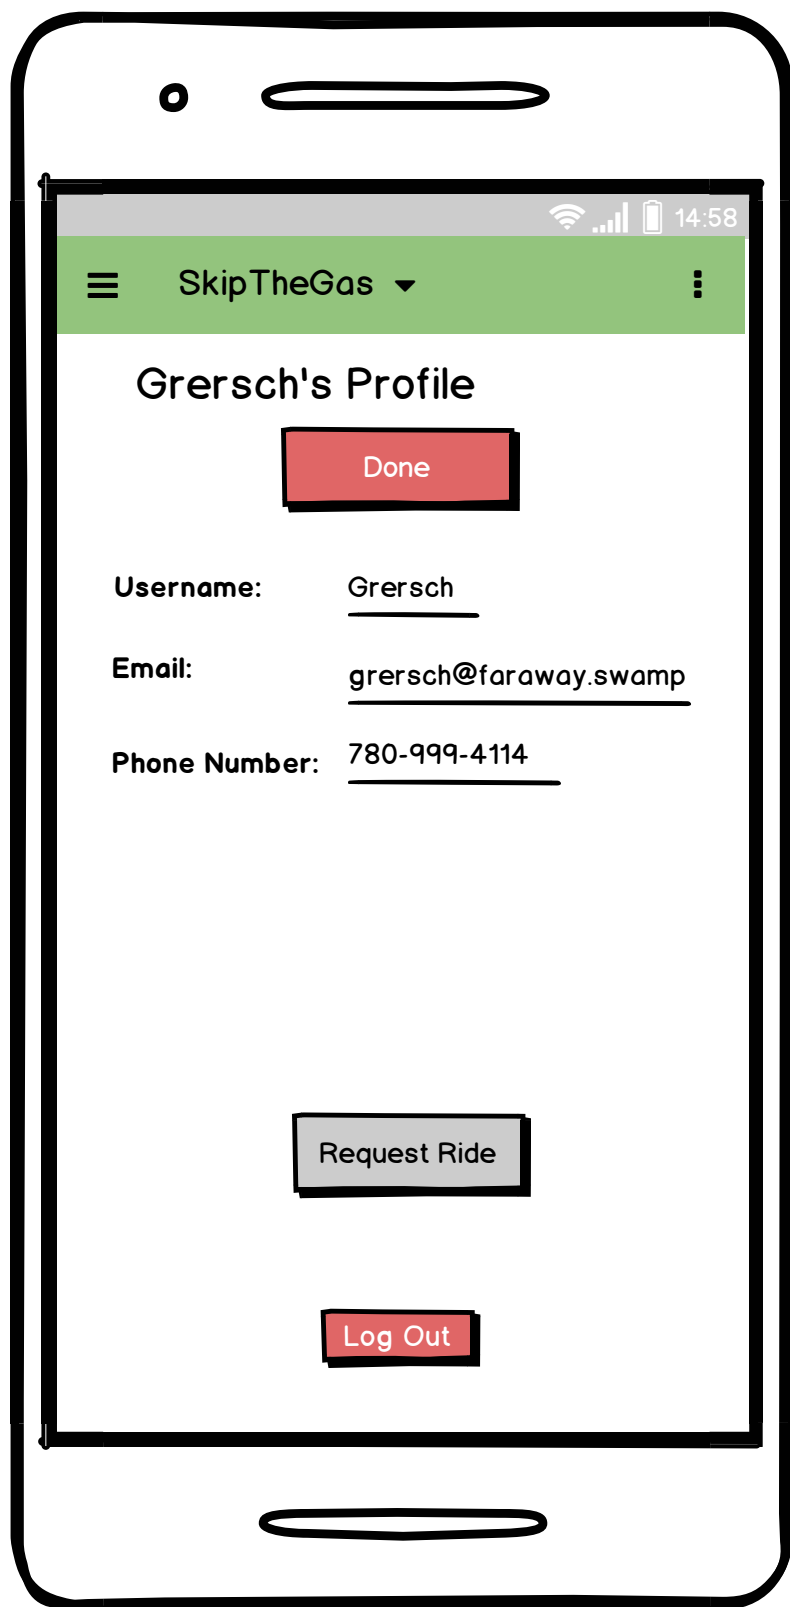 14:58
SkipTheGas
Grersch's Profile
Done
Username: Grersch
Email: grersch@faraway.swamp
Phone Number: 780-999-4114
Request Ride
Log Out